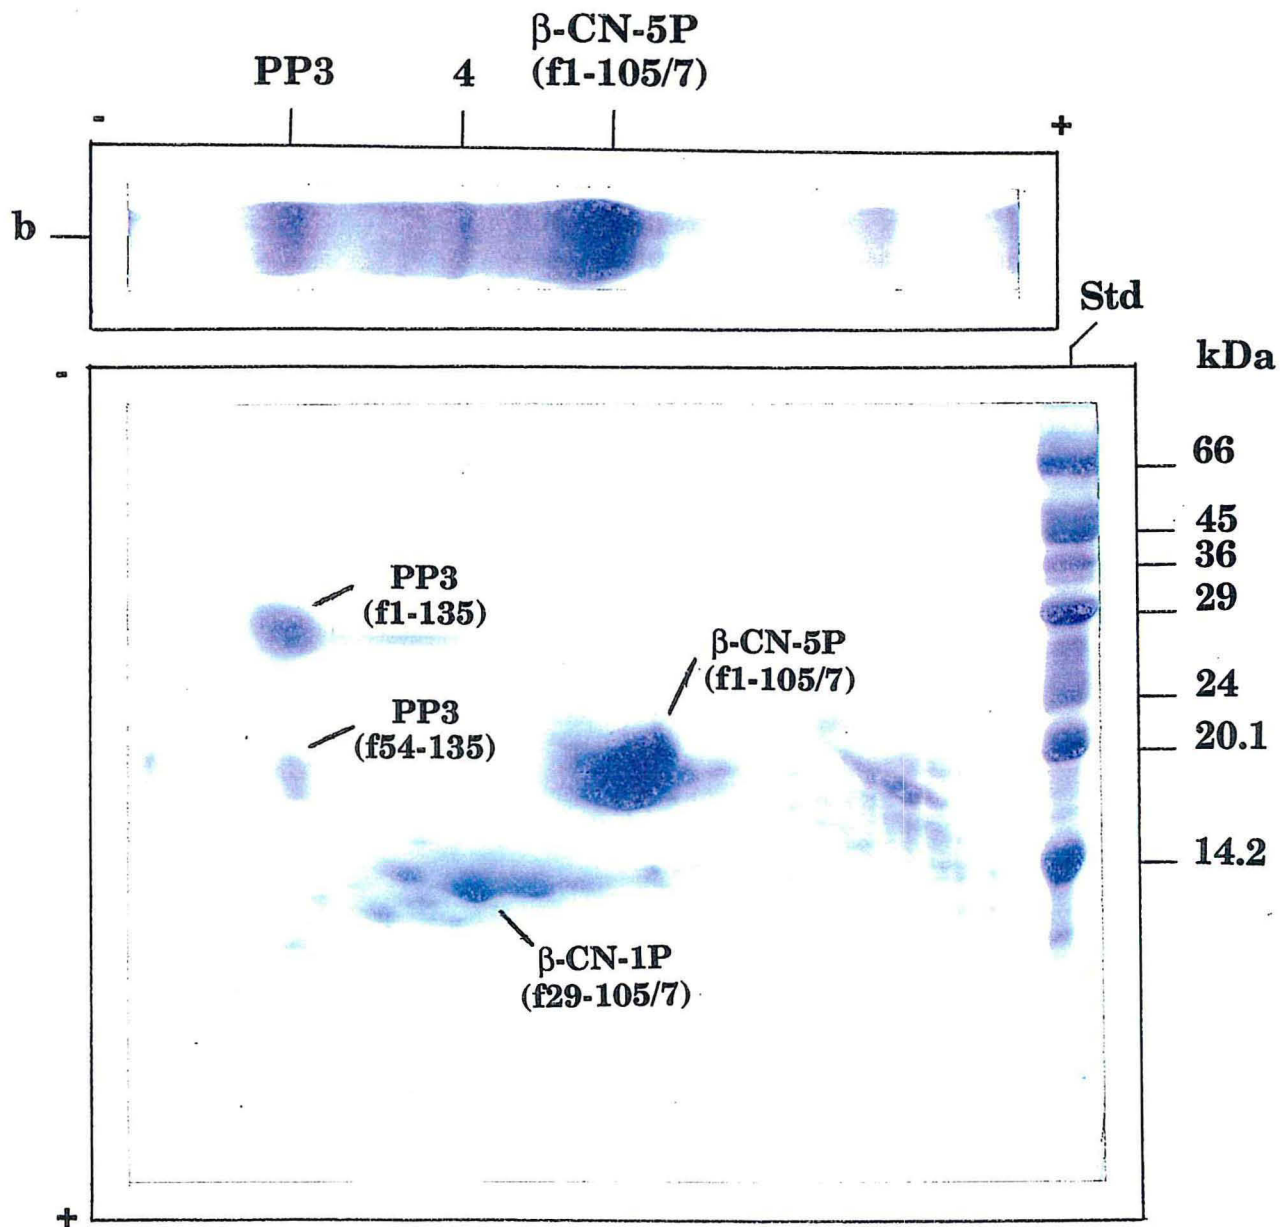 β-CN-5P
PP3 4 (f1-105/7)
- +
b
Std
kDa
-
66
45
36
PP3
(f1-135)
29
β-CN-5P
(f1-105/7)
24
PP3
(f54-135)
20.1
14.2
β-CN-1P
(f29-105/7)
+